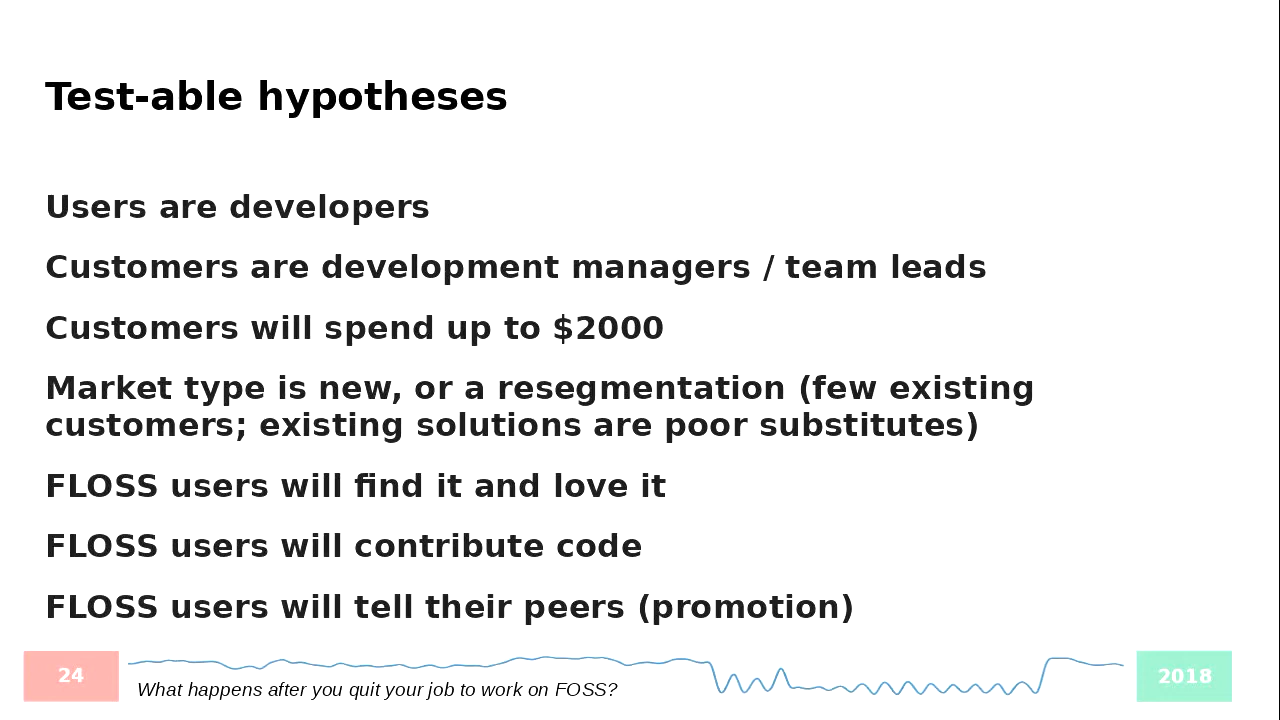 Test-able hypotheses
Users are developers
Customers are development managers / team leads
Customers will spend up to $2000
Market type is new, or a resegmentation (few existing
customers; existing solutions are poor substitutes)
FLOSS users will find it and love it
FLOSS users will contribute code
FLOSS users will tell their peers (promotion)
24
What happens after you quit your job to work on FOSS?
2018